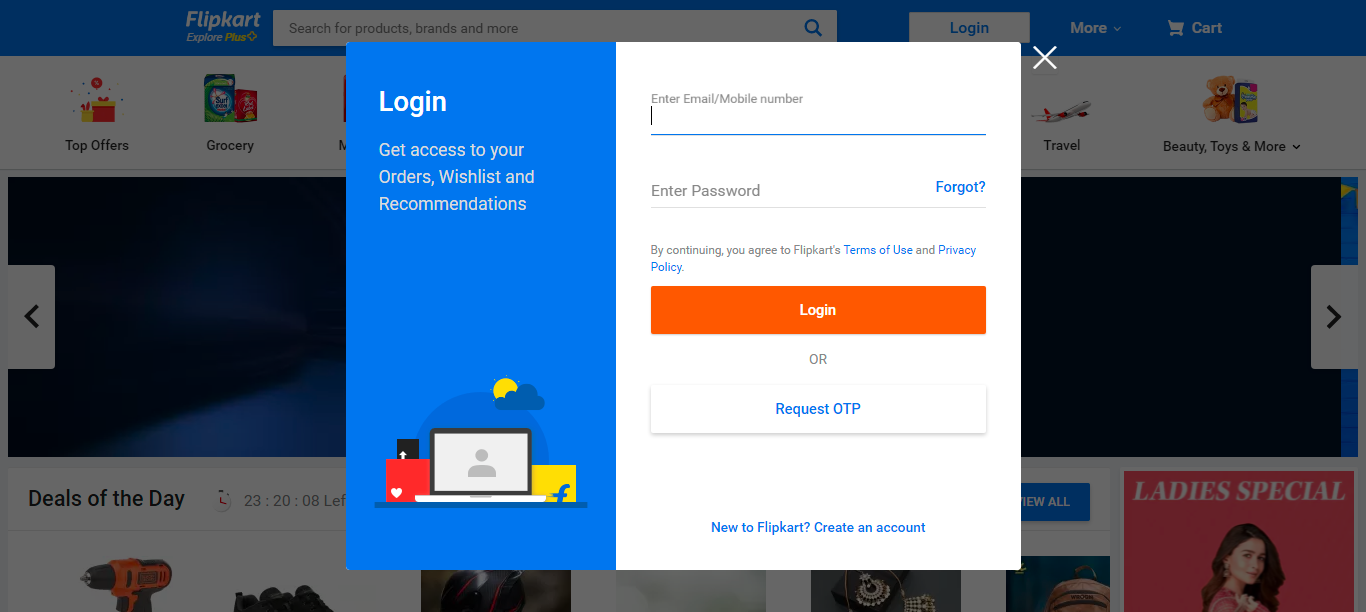 Flipkart
Explore Plus
Search for products, brands and more
Login
More
Cart
Top Offers
Grocery
M
Travel
Beauty, Toys & More
Login
Get access to your
Orders, Wishlist and
Recommendations
Enter Email/Mobile number
Enter Password
Forgot?
By continuing, you agree to Flipkart's Terms of Use and Privacy
Policy.
Login
OR
Request OTP
New to Flipkart? Create an account
Deals of the Day
23 : 20 : 08 Lef
VIEW ALL
LADIES SPECIAL